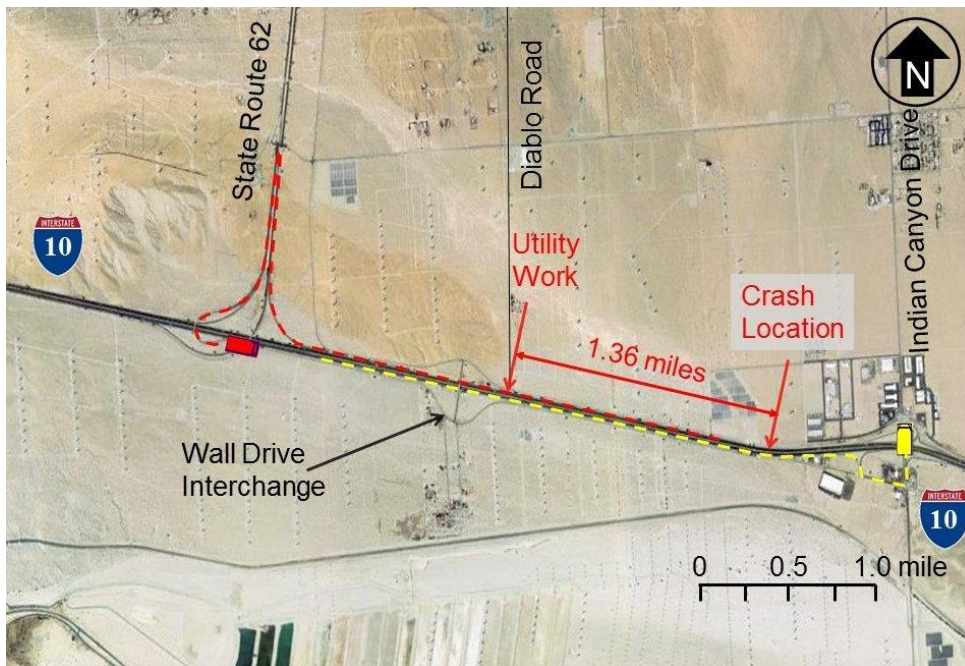 State Route 62
Diablo Road
Indian Canyon Drive
N
INTERSTATE
10
Utility
Work
Crash
Location
1.36 miles
Wall Drive
Interchange
INTERSTATE
10
0 0.5 1.0 mile